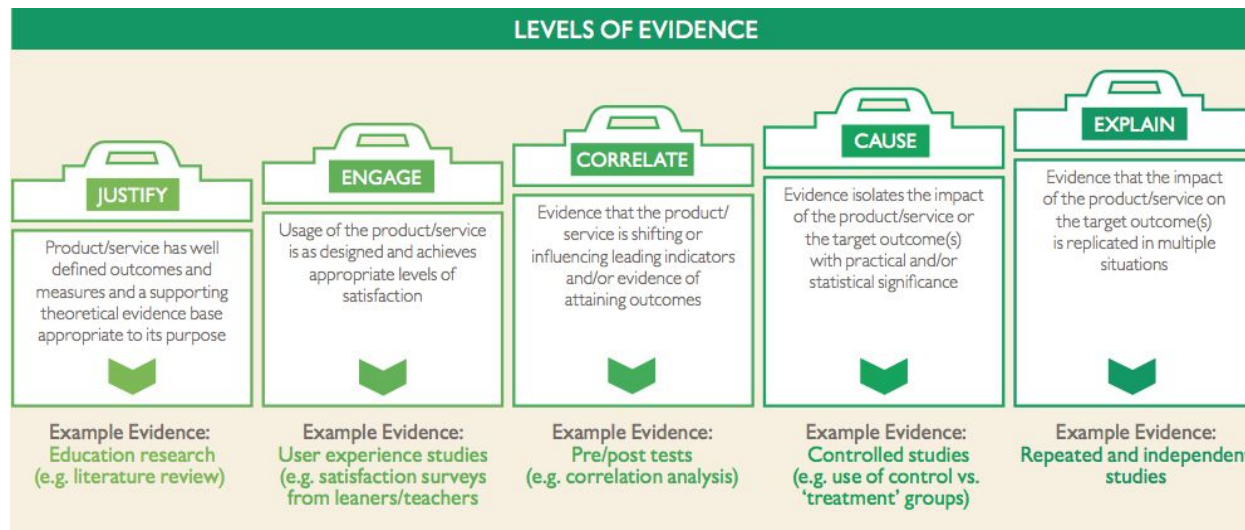 LEVELS OF EVIDENCE
JUSTIFY
Product/service has well
defined outcomes and
measures and a supporting
theoretical evidence base
appropriate to its purpose
Example Evidence:
Education research
(e.g. literature review)
ENGAGE
Usage of the product/service
is as designed and achieves
appropriate levels of
satisfaction
Example Evidence:
User experience studies
(e.g. satisfaction surveys
from leaners/teachers
CORRELATE
Evidence that the product/
service is shifting or
influencing leading indicators
and/or evidence of
attaining outcomes
Example Evidence:
Pre/post tests
(e.g. correlation analysis)
CAUSE
Evidence isolates the impact
of the product/service or
the target outcome(s)
with practical and/or
statistical significance
Example Evidence:
Controlled studies
(e.g. use of control vs.
‘treatment’ groups)
EXPLAIN
Evidence that the impact
of the product/service on
the target outcome(s)
is replicated in multiple
situations
Example Evidence:
Repeated and independent
studies